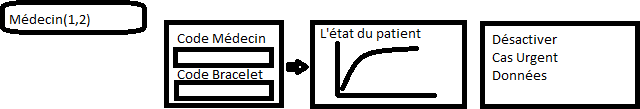 Médecin(1,2)
Code Médecin
Code Bracelet
L'état du patient
Désactiver
Cas Urgent
Données